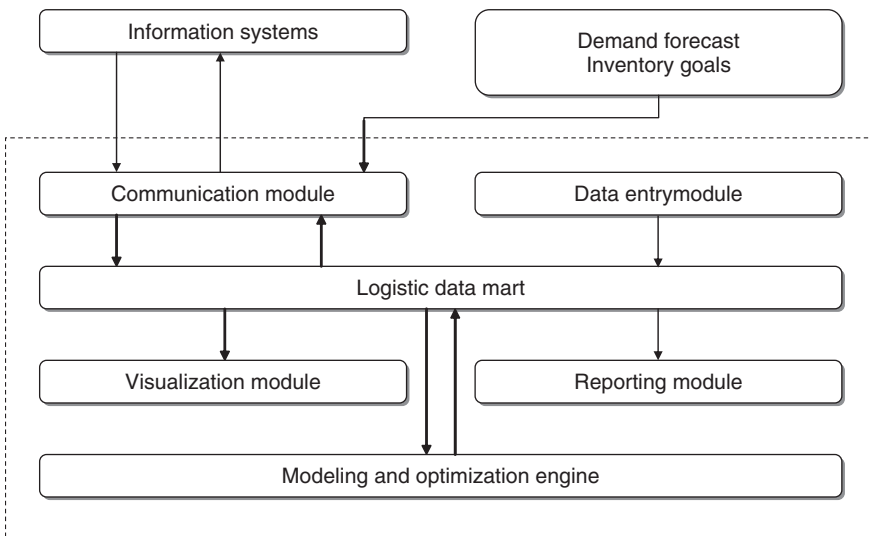 Information systems
Demand forecast
Inventory goals
Communication module
Data entrymodule
Logistic data mart
Visualization module
Reporting module
Modeling and optimization engine